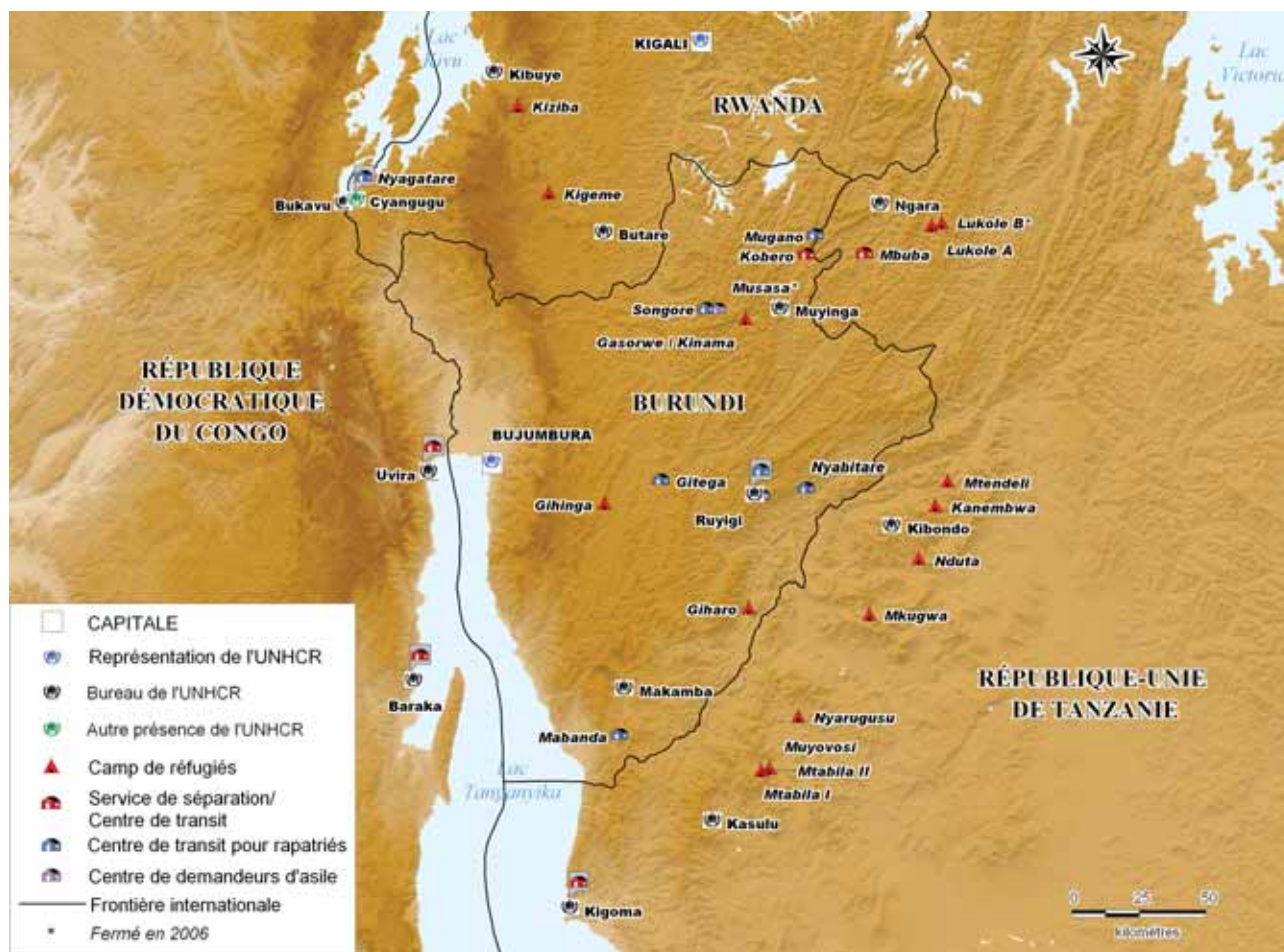 Lac
Kivu
KIGALI
Kibuye
Kiziba
RWANDA
Lac
Victoria
Nyagatare
Bukavu
Cyangugu
Kigeme
Butare
Ngara
Lukole B*
Lukole A
Mugano
Kobero
Mbuba
Musasa*
Songore
Muyinga
Gasorwe / Kinama
RÉPUBLIQUE
DÉMOCRATIQUE
DU CONGO
BURUNDI
BUJUMBURA
Uvira
Gitega
Nyabitare
Gihinga
Ruyigi
Mtendeli
Kanembwa
Kibondo
Nduta
Giharo
Mkugwa
Baraka
Makamba
RÉPUBLIQUE-UNIE
DE TANZANIE
Nyarugusu
Mabanda
Muyovosi
Mtabila II
Mtabila I
Lac
Tanganyika
Kasulu
Kigoma
CAPITALE
Représentation de l'UNHCR
Bureau de l'UNHCR
Autre présence de l'UNHCR
Camp de réfugiés
Service de séparation/
Centre de transit
Centre de transit pour rapatriés
Centre de demandeurs d'asile
Frontière internationale
* Fermé en 2006
0 25 50
kilomètres